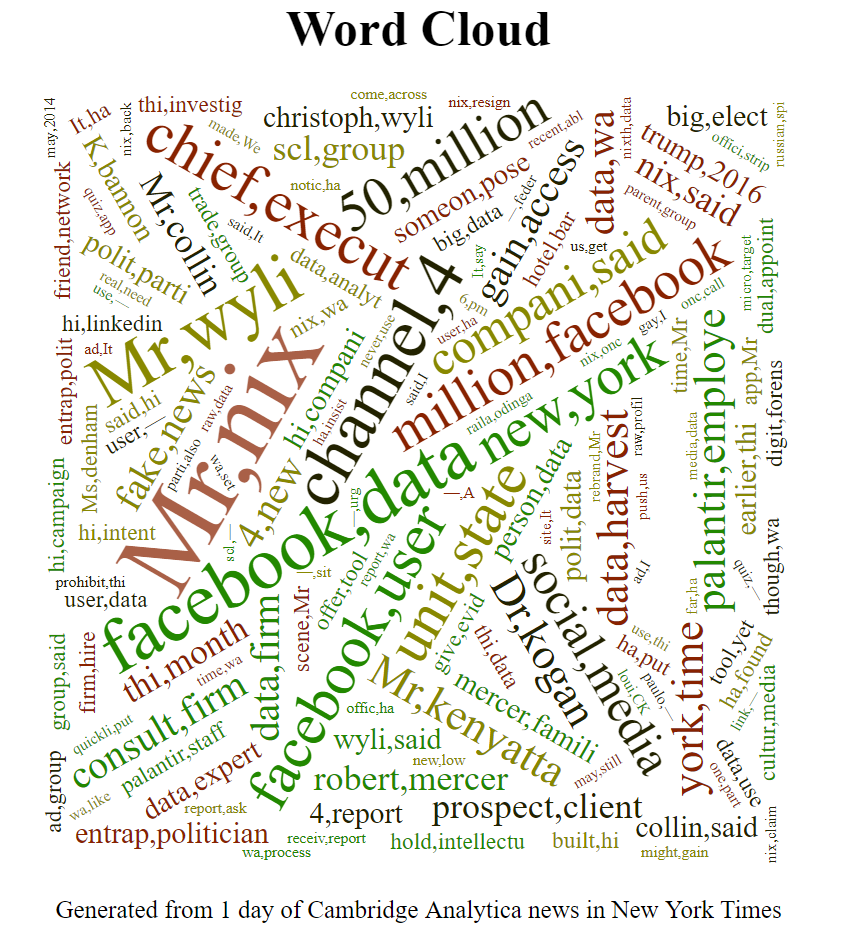 Word Cloud
may,2014
It,ha
nix,back
thi,investig
made,We
christoph,wyli
come,across
nix,resign
50,million
recent,abl
data,wa
nixth,data
big,elect
offici,strip
russian,spi
K,bannon
chief,execut
scl,group
notic,ha
someon,pose
trump,2016
nix,said
parent,group
friend,network
quiz,app
Mr,collin
trade,group
said,It
big,data
—,feder
gain,access
hotel,bar
us,get
micro,target
dual,appoint
polit,parti
real,need
use,—
data,analyt
channel,4
It,say
compani,said
million,facebook
onc,call
hi,linkedin
ad,It
Mr,wyli
nix,wa
never,use
6,pm
user,ha
gay,I
nix,onc
time,Mr
app,Mr
entrap,polit
said,hi
user,—
fake,news
raw,data
Mr,nix
hi,compani
ha,insist
said,I
raila,odinga
new,york
palantir,employe
digit,forens
Ms,denham
parti,also
wa,sct
4,new
facebook,data
—,urg
—,A
person,data
rebrand,Mr
raw,profil
media,data
earlier,thi
hi,campaign
hi,intent
scl,—
unit,state
site,It
polit,data
data,harvest
push,us
ad,I
prohibit,thi
user,data
—,sit
offer,tool
report,wa
facebook,user
social,media
Dr,kogan
far,ha
quiz,—
though,wa
group,said
firm,hire
thi,month
time,wa
data,firm
scene,Mr
give,evid
thi,data
use,thi
ha,put
york,time
tool,yet
ha,found
consult,firm
quickli,put
palantir,staff
offic,ha
Mr,kenyatta
mercer,famili
loui,CK
paulo,—
link,—
cultur,media
ad,group
wa,like
data,expert
wyli,said
new,low
robert,mercer
may,still
data,use
one,part
report,ask
entrap,politician
receiv,report
wa,process
4,report
hold,intellectu
prospect,client
built,hi
collin,said
might,gain
nix,claim
Generated from 1 day of Cambridge Analytica news in New York Times